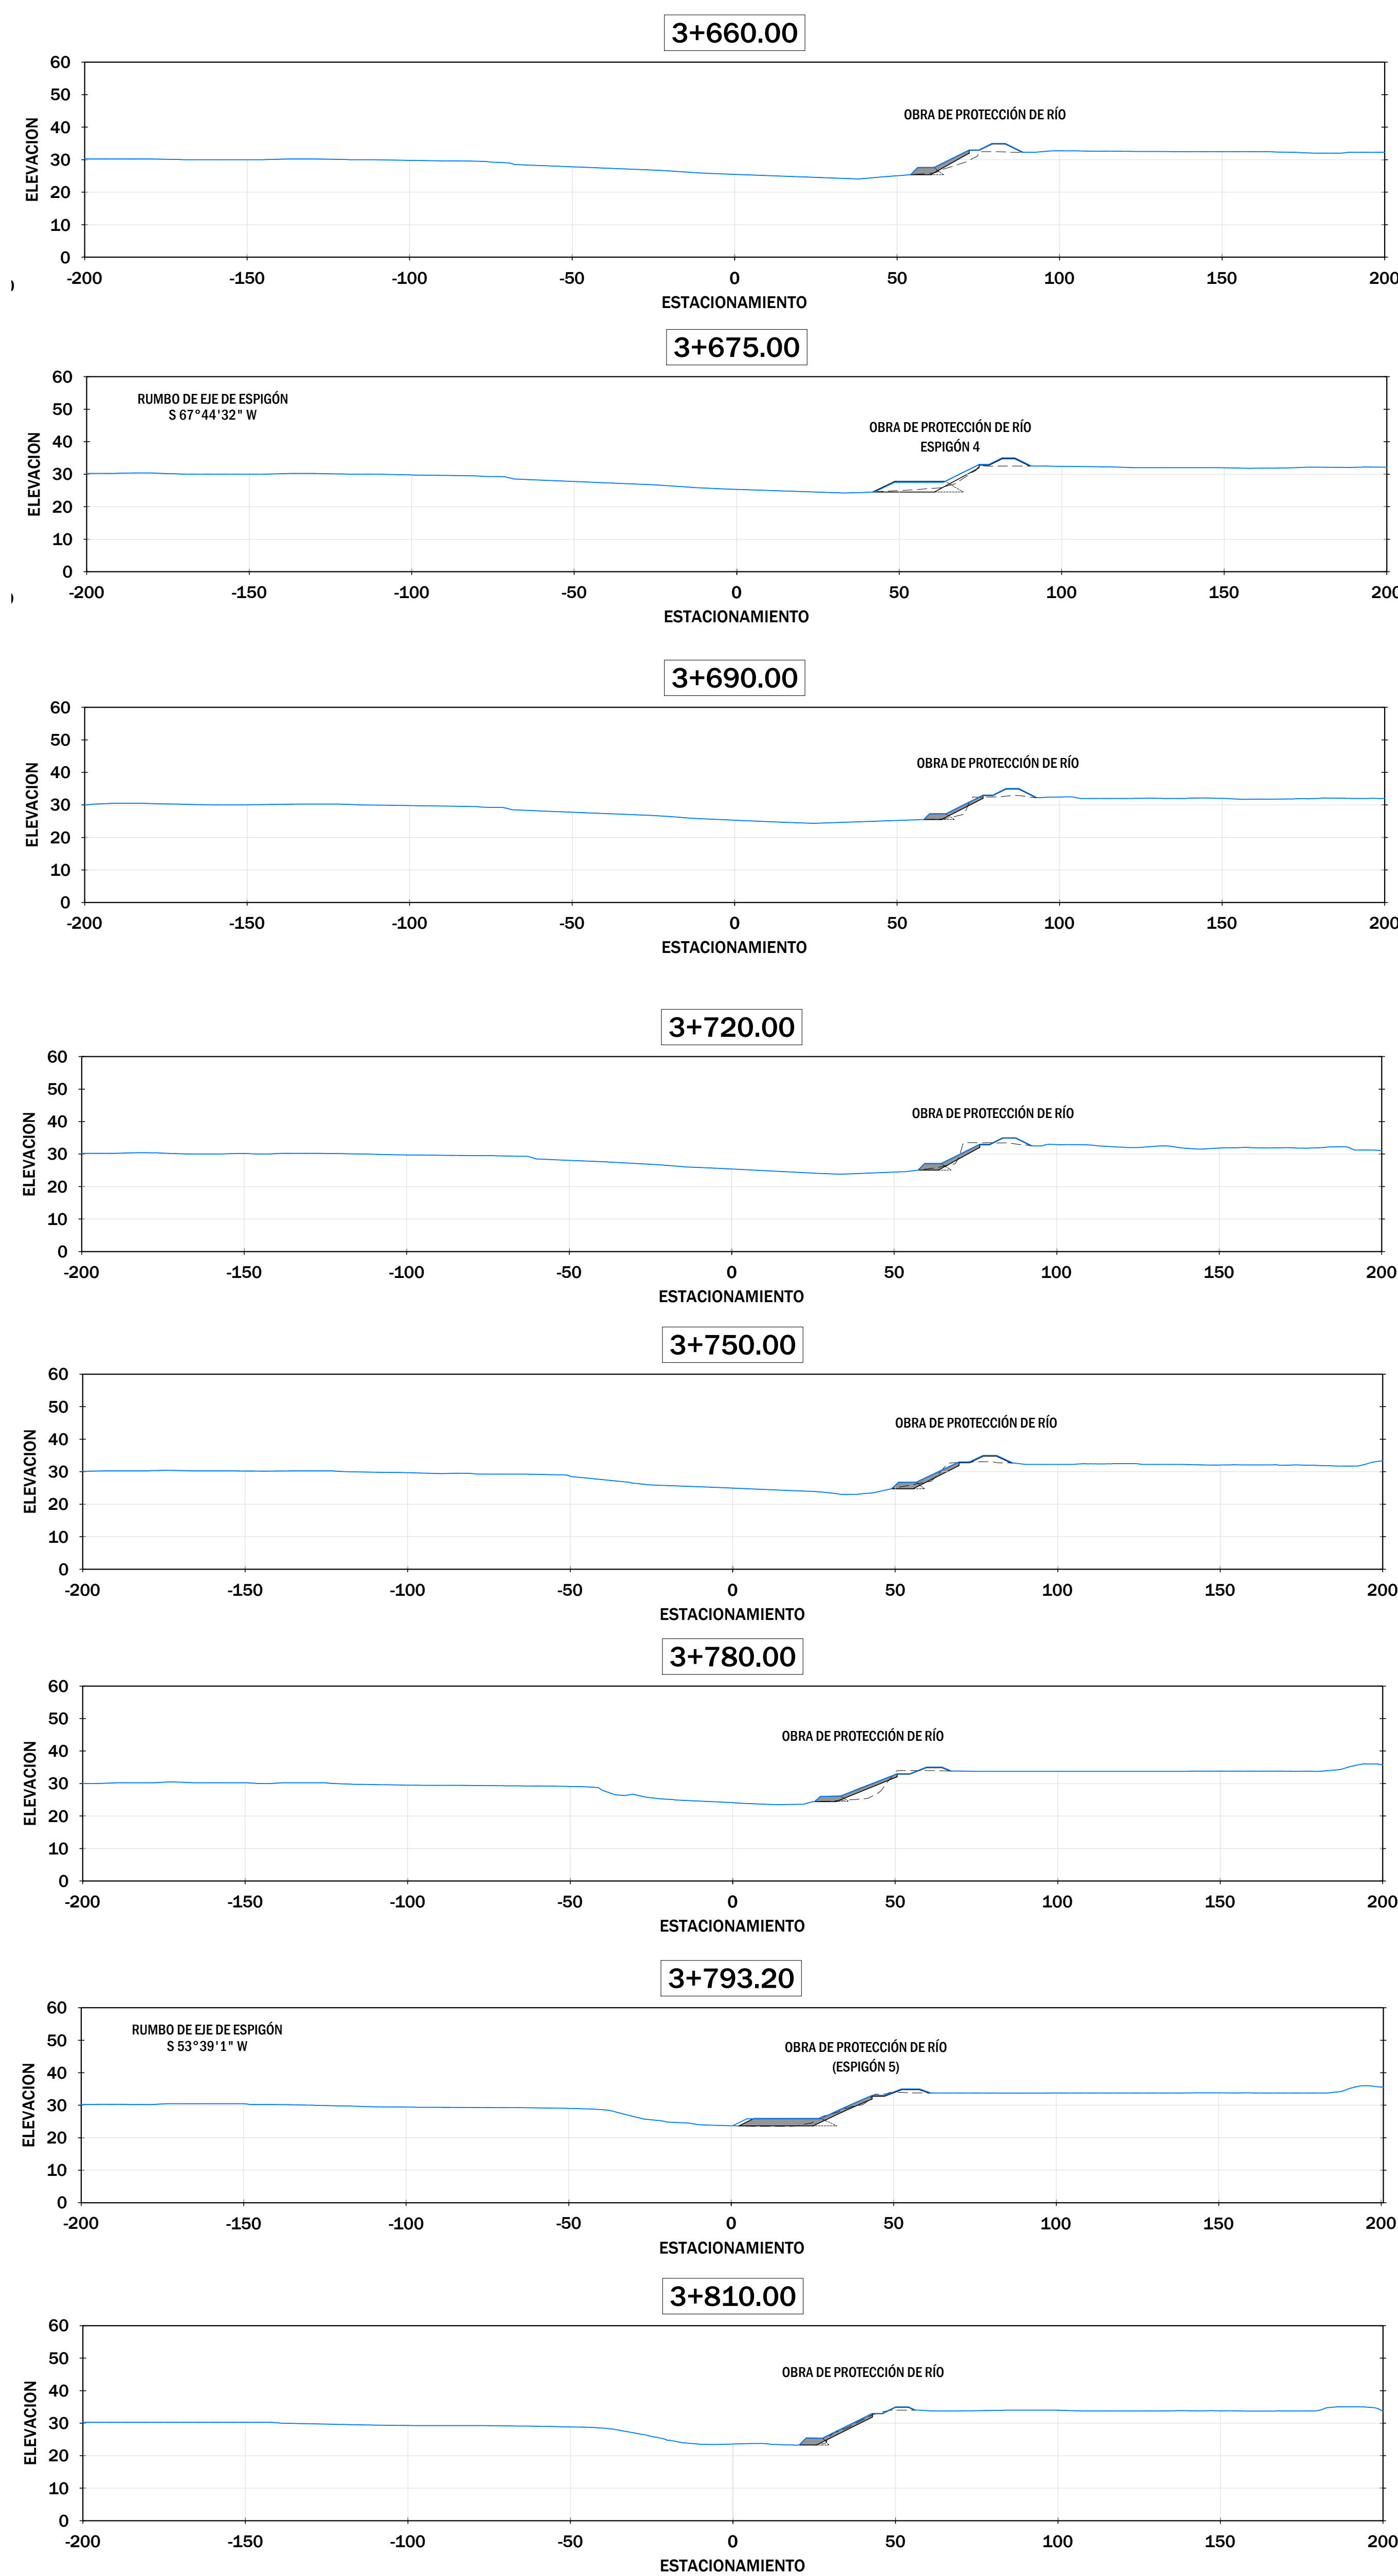 3+660.00
60
50
OBRA DE PROTECCIÓN DE RÍO
40
30
20
10
0
ELEVACION
-200 -150 -100 -50 0 50 100 150 200
ESTACIONAMIENTO
3+675.00
60
RUMBO DE EJE DE ESPIGÓN
50
S 67°44'32" W
OBRA DE PROTECCIÓN DE RÍO
40
ESPIGÓN 4
30
20
10
0
ELEVACION
-200 -150 -100 -50 0 50 100 150 200
ESTACIONAMIENTO
3+690.00
60
50
OBRA DE PROTECCIÓN DE RÍO
40
30
20
10
0
ELEVACION
-200 -150 -100 -50 0 50 100 150 200
ESTACIONAMIENTO
3+720.00
60
50
OBRA DE PROTECCIÓN DE RÍO
40
30
20
10
0
ELEVACION
-200 -150 -100 -50 0 50 100 150 200
ESTACIONAMIENTO
3+750.00
60
50
OBRA DE PROTECCIÓN DE RÍO
40
30
20
10
0
ELEVACION
-200 -150 -100 -50 0 50 100 150 200
ESTACIONAMIENTO
3+780.00
60
50
OBRA DE PROTECCIÓN DE RÍO
40
30
20
10
0
ELEVACION
-200 -150 -100 -50 0 50 100 150 200
ESTACIONAMIENTO
3+793.20
60
RUMBO DE EJE DE ESPIGÓN
50
S 53°39'1" W
OBRA DE PROTECCIÓN DE RÍO
40
(ESPIGÓN 5)
30
20
10
0
ELEVACION
-200 -150 -100 -50 0 50 100 150 200
ESTACIONAMIENTO
3+810.00
60
50
OBRA DE PROTECCIÓN DE RÍO
40
30
20
10
0
ELEVACION
-200 -150 -100 -50 0 50 100 150 200
ESTACIONAMIENTO